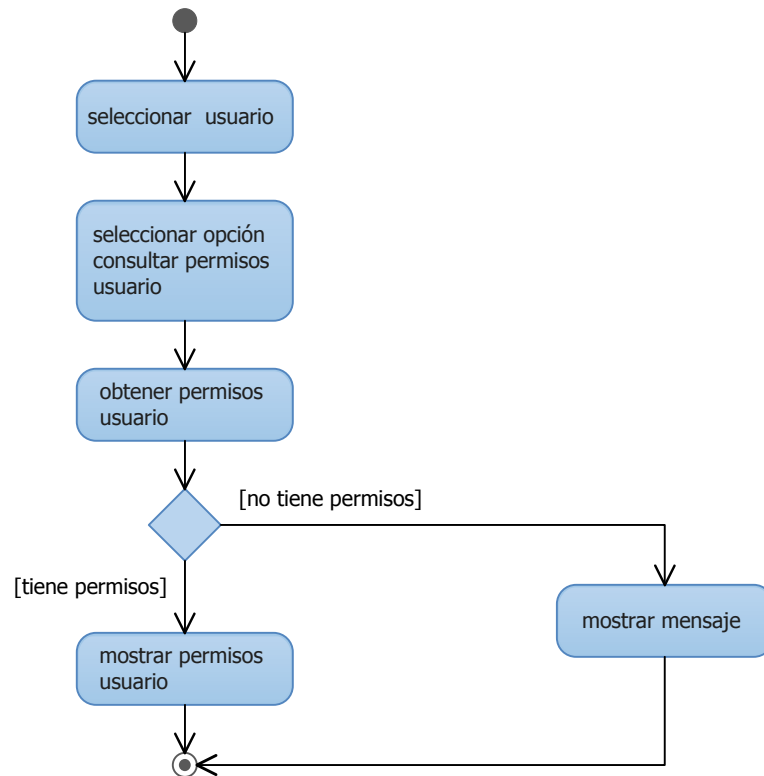 seleccionar usuario
seleccionar opción
consultar permisos
usuario
obtener permisos
usuario
[no tiene permisos]
[tiene permisos]
mostrar mensaje
mostrar permisos
usuario